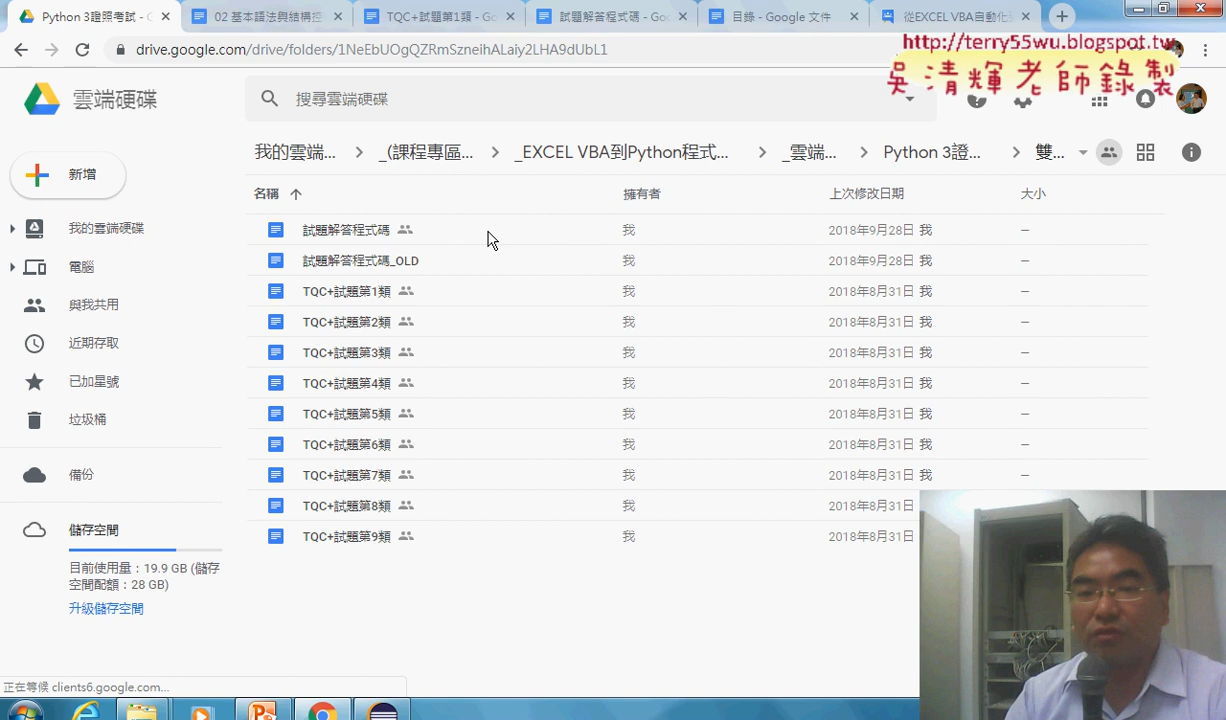 Python 3證照考試 - G
02 基本語法與結構控
TQC+試題第1類 - Go
試題解答程式碼 - Goo
目錄 - Google 文件
從EXCEL VBA自動化
drive.google.com/drive/folders/1NeEbUOgQZRmSzneihALaiy2LHA9dUbL1
http://terry55wu.blogspot.tw
吳清輝老師錄製
雲端硬碟
搜尋雲端硬碟
我的雲端... _(課程專區... _EXCEL VBA到Python程式... _雲端... Python 3證... 雙...
新增
名稱 擁有者 上次修改日期 大小
我的雲端硬碟
電腦
與我共用
近期存取
已加星號
垃圾桶
備份
儲存空間
目前使用量：19.9 GB (儲存
空間配額：28 GB)
升級儲存空間
試題解答程式碼 我 2018年9月28日 我 –
試題解答程式碼_OLD 我 2018年9月28日 我 –
TQC+試題第1類 我 2018年8月31日 我 –
TQC+試題第2類 我 2018年8月31日 我 –
TQC+試題第3類 我 2018年8月31日 我 –
TQC+試題第4類 我 2018年8月31日 我 –
TQC+試題第5類 我 2018年8月31日 我 –
TQC+試題第6類 我 2018年8月31日 我 –
TQC+試題第7類 我 2018年8月31日 我 –
TQC+試題第8類 我 2018年8月31日
TQC+試題第9類 我 2018年8月31日
正在等候 clients6.google.com...